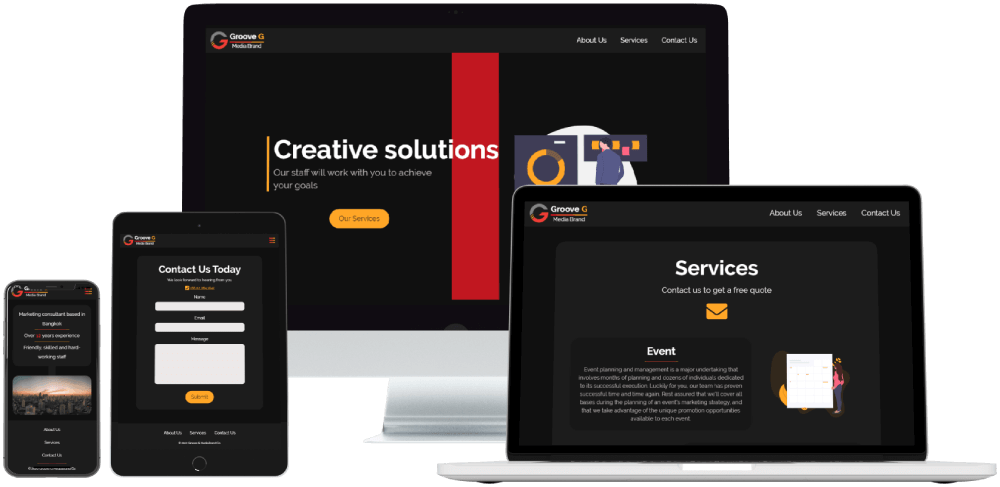 Groove G
Media Brand
About Us
Services
Contact Us
Creative solutions
Our staff will work with you to achieve
your goals
Our Services
Groove G
Media Brand
Contact Us Today
We look forward to hearing from you
Name
Email
Message
Submit
About Us
Services
Contact Us
Marketing consultant based in
Bangkok
Over
years experience
Friendly, skilled and hard-
working staff
About Us
Services
Contact Us
Groove G
Media Brand
About Us
Services
Contact Us
Services
Contact us to get a free quote
Event
Event planning and management is a major undertaking that
involves months of planning and dozens of individuals dedicated
to its successful execution. Luckily for you, our team has proven
successful time and time again. Rest assured that we'll cover all
bases during the planning of an event's marketing strategy, and
that we take advantage of the unique promotion opportunities
available to each event.